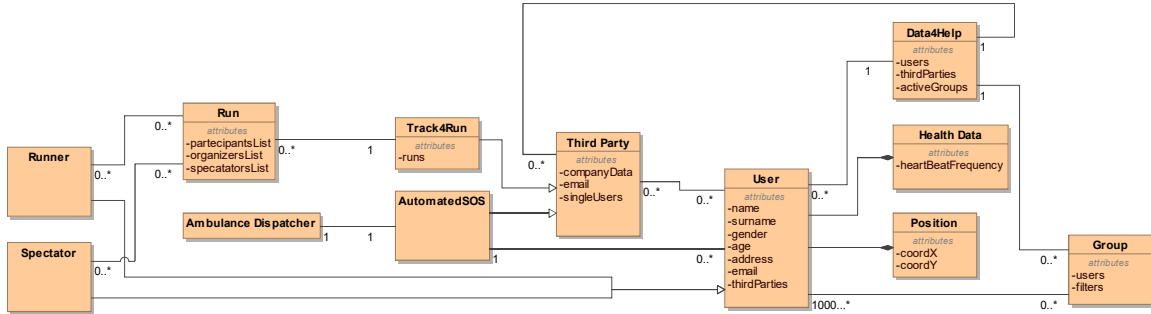 Data4Help
attributes
-users
-thirdParties
-activeGroups
1
1
1
Run
attributes
-partecipantsList
-organizersList
-specatatorsList
0..*
0..*
0..*
1
Track4Run
attributes
-runs
Third Party
attributes
-companyData
-email
-singleUsers
0..*
0..*
0..*
Health Data
attributes
-heartBeatFrequency
Runner
0..*
User
attributes
-name
-surname
-gender
-age
-address
-email
-thirdParties
0..*
0..*
1000...*
AutomatedSOS
1
1
Ambulance Dispatcher
1
Position
attributes
-coordX
-coordY
Spectator
0..*
Group
attributes
-users
-filters
0..*
0..*